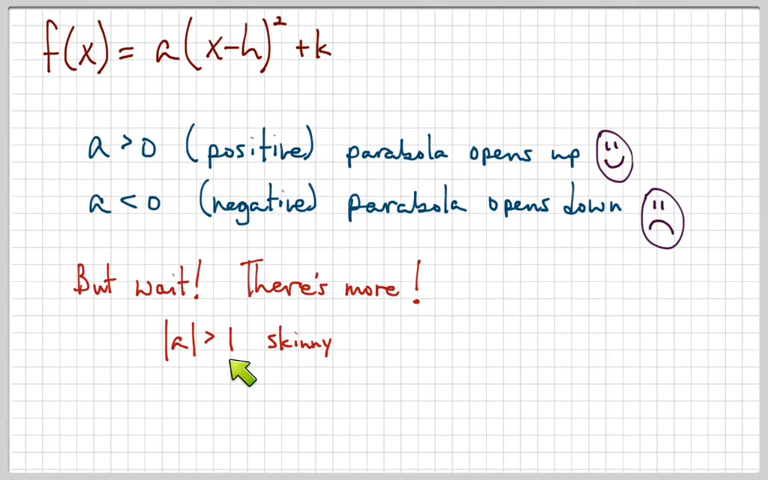 f(x) = a(x-h)² +k
a > 0 (positive) parabola opens up
a < 0 (negative) parabola opens down
But wait! There's more!
|a| > 1 skinny